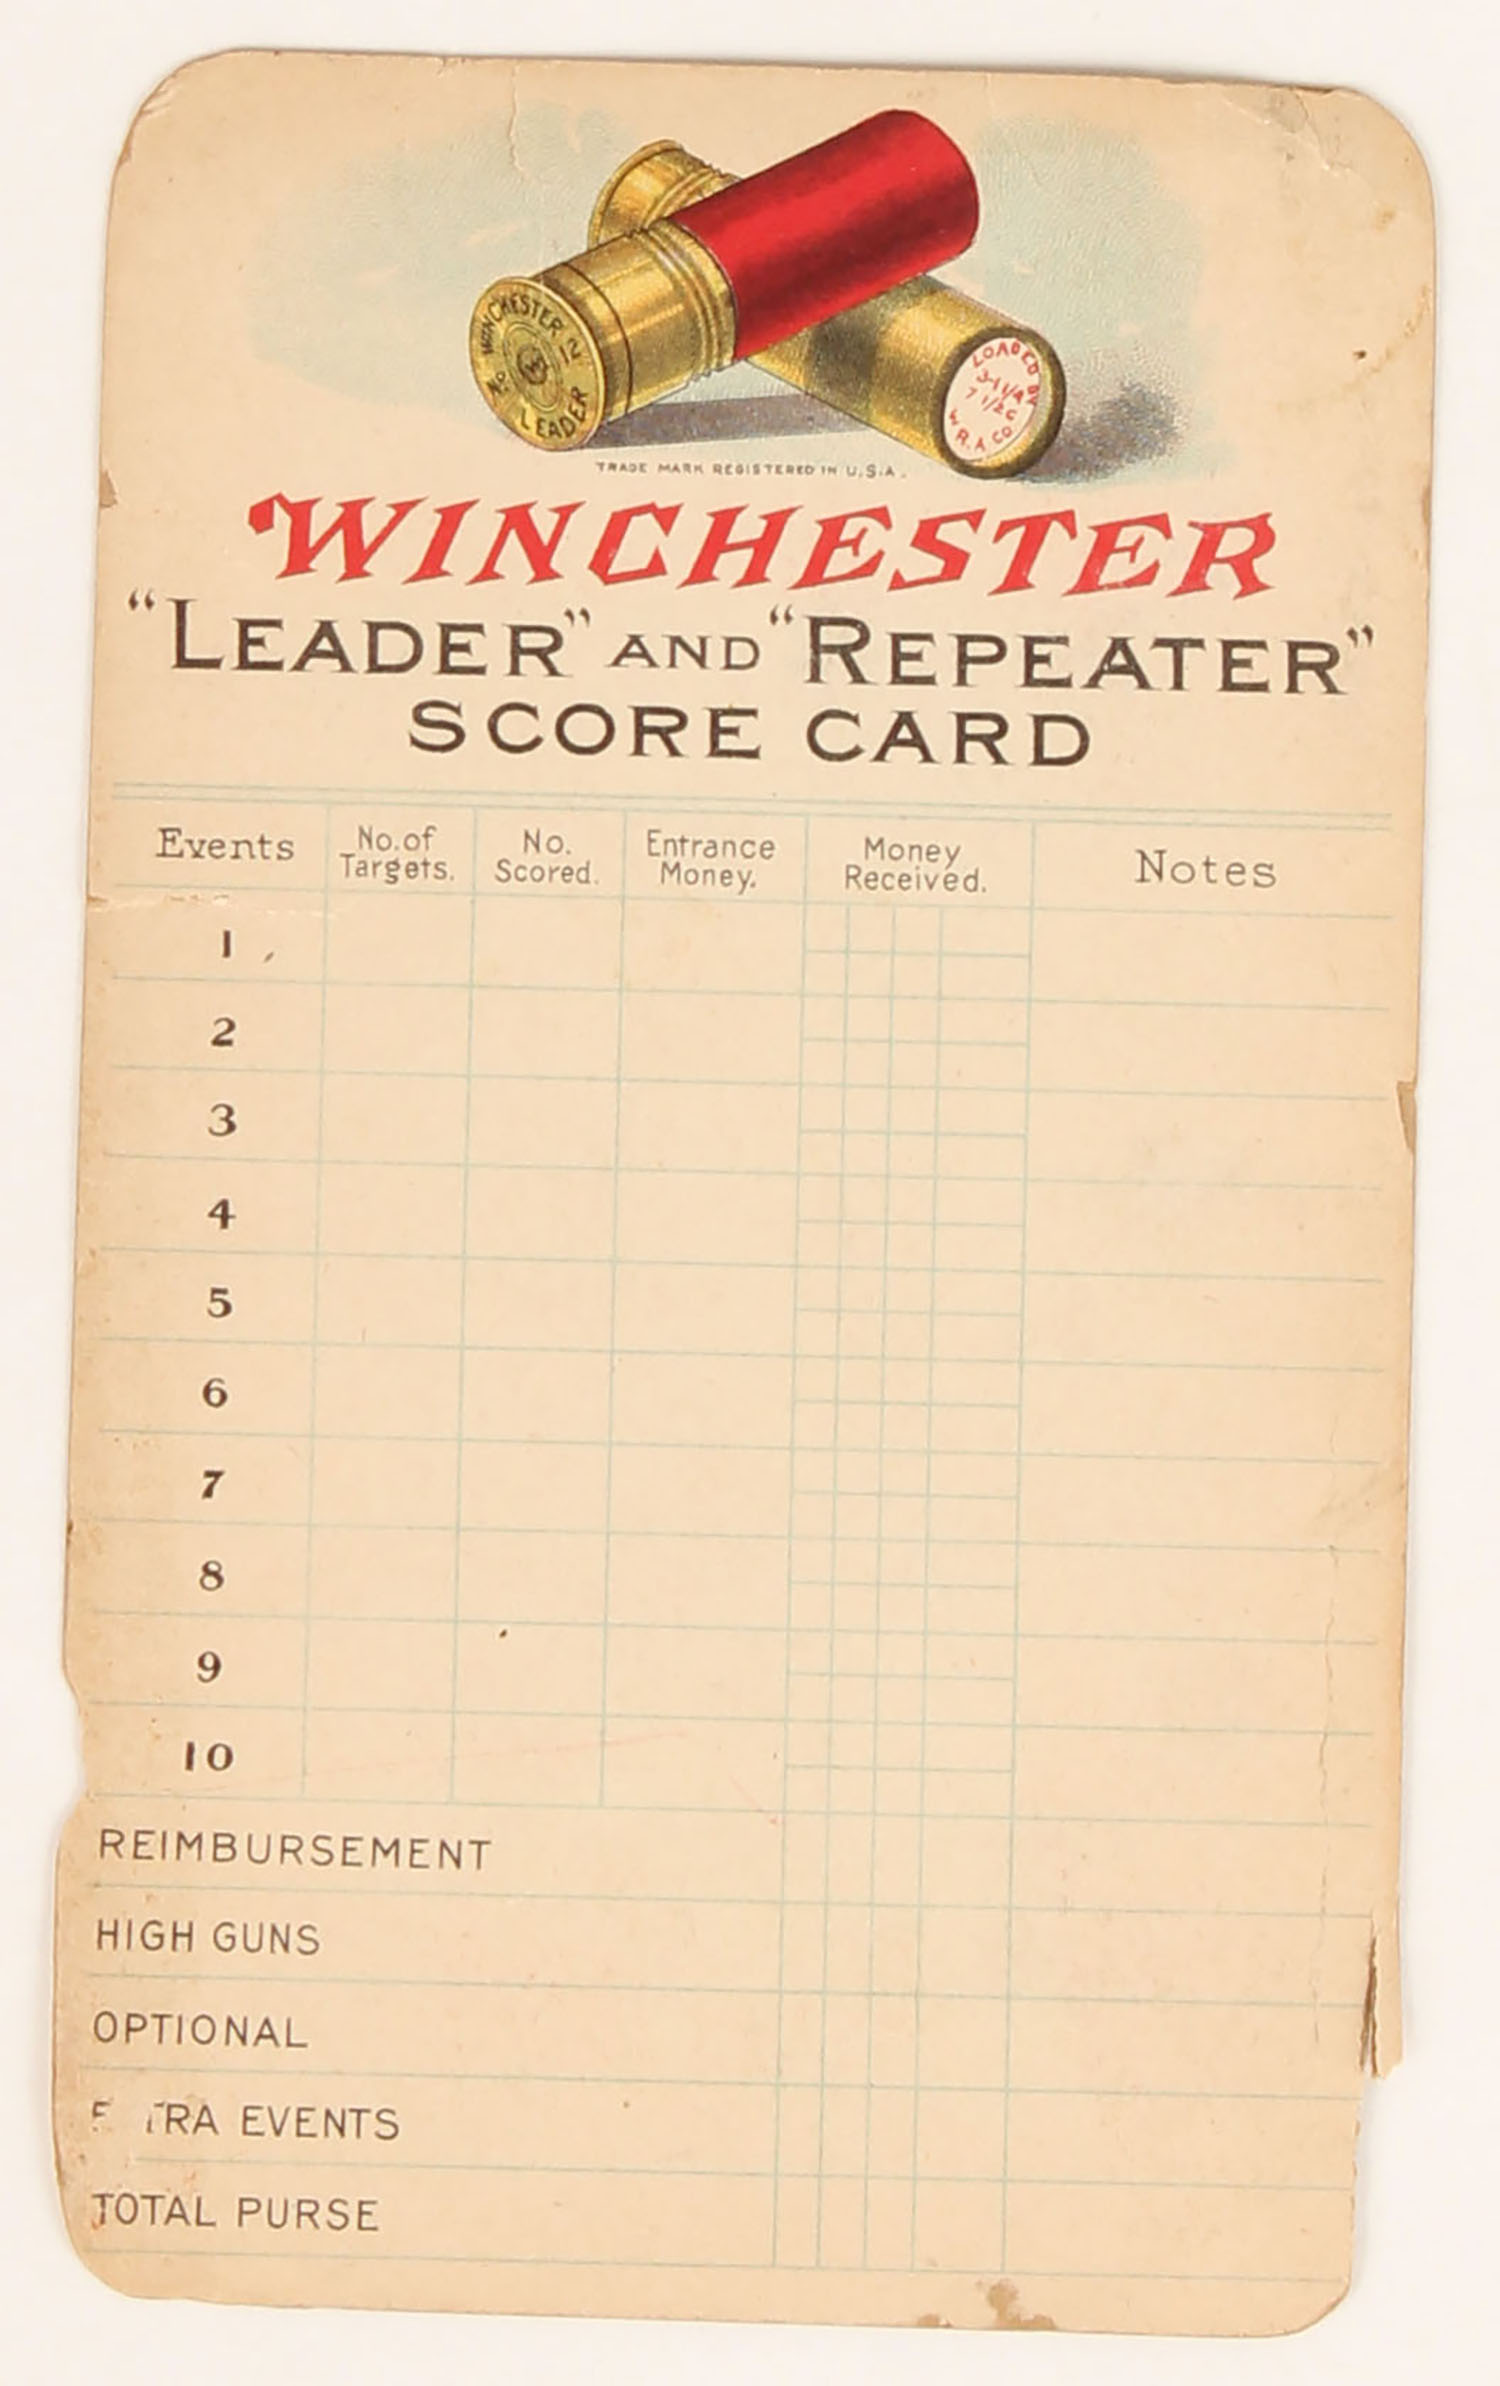 WINCHESTER
No 12
LEADER
W
LOADED BY
3-1 1/4
7 1/2 C
W.R.A.CO.
TRADE MARK REGISTERED IN U.S.A.
WINCHESTER
"LEADER" AND "REPEATER"
SCORE CARD
Events No. of Targets. No. Scored. Entrance Money. Money Received. Notes
1
2
3
4
5
6
7
8
9
10
REIMBURSEMENT
HIGH GUNS
OPTIONAL
E TRA EVENTS
TOTAL PURSE